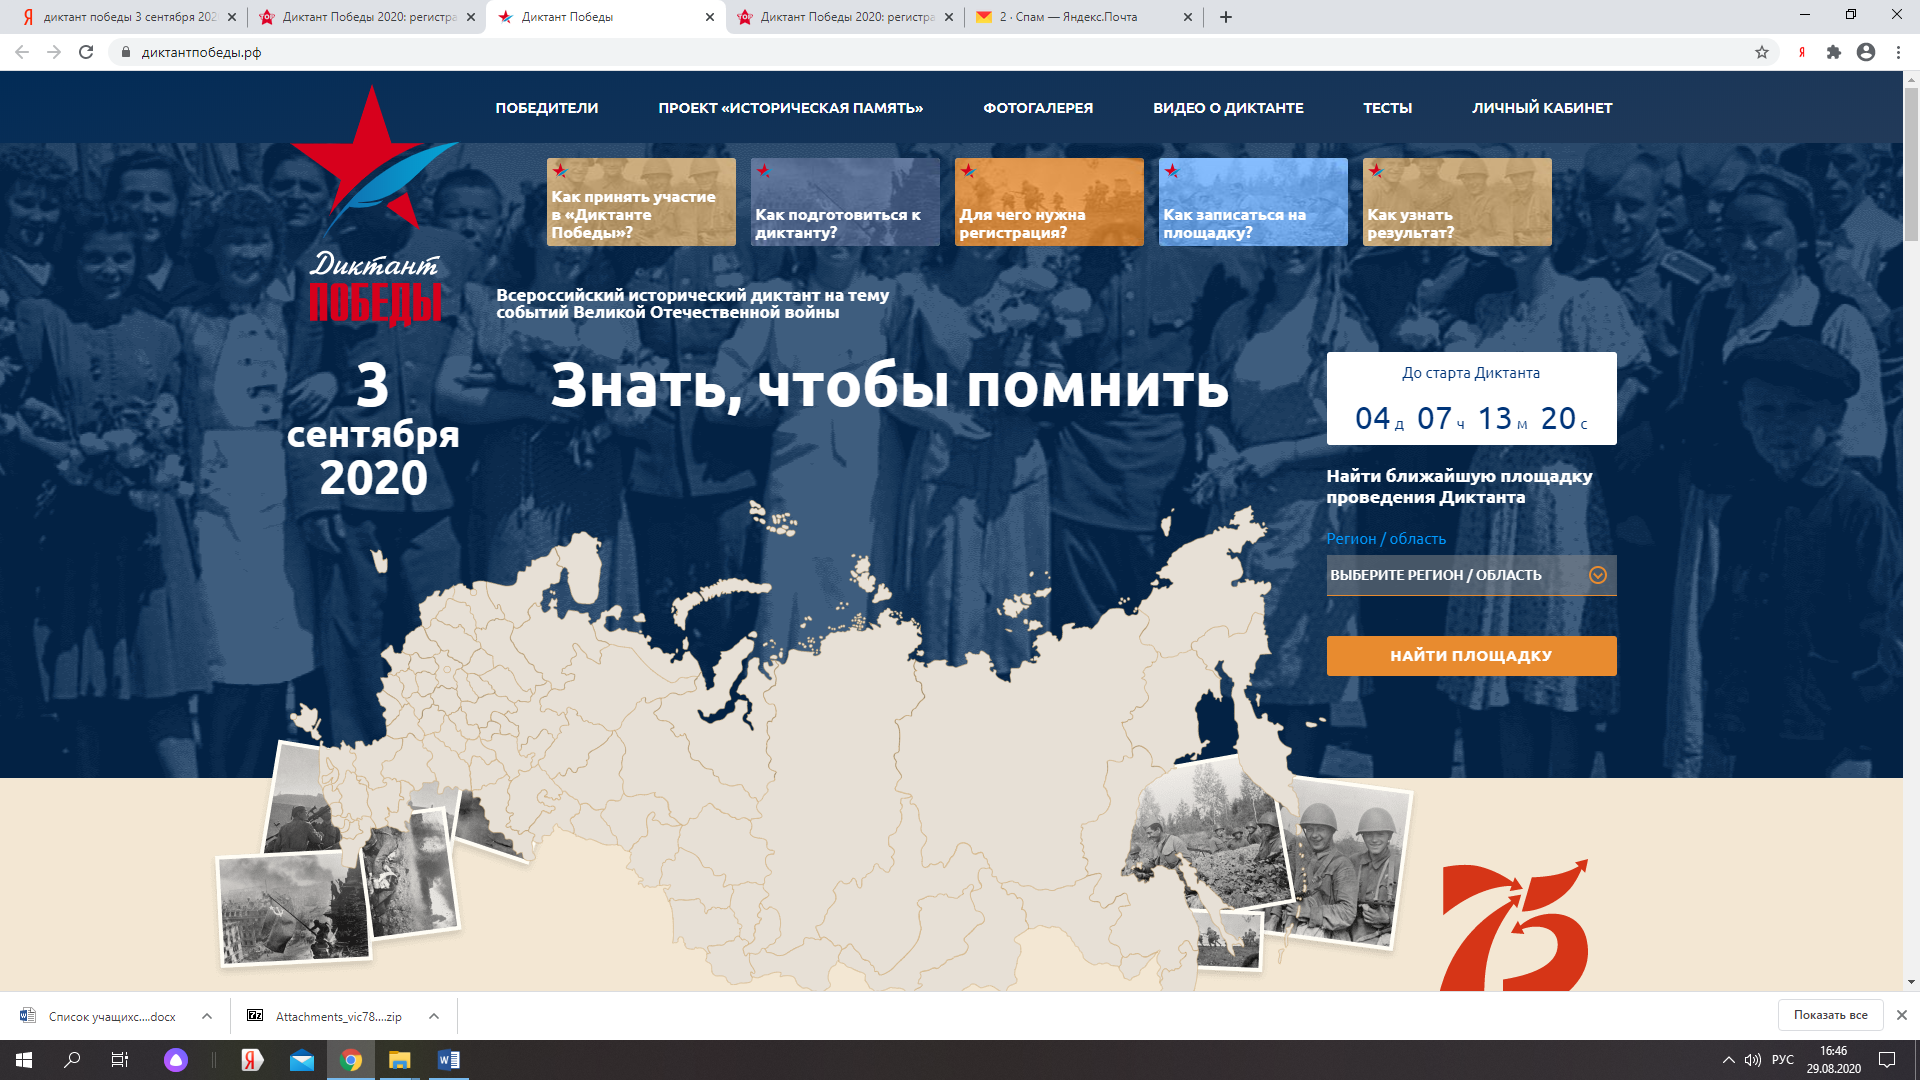 диктант победы 3 сентября 202
Диктант Победы 2020: регистра
Диктант Победы
Диктант Победы 2020: регистра
2 · Спам — Яндекс.Почта
диктантпобеды.рф
ПОБЕДИТЕЛИ
ПРОЕКТ «ИСТОРИЧЕСКАЯ ПАМЯТЬ»
ФОТОГАЛЕРЕЯ
ВИДЕО О ДИКТАНТЕ
ТЕСТЫ
ЛИЧНЫЙ КАБИНЕТ
Как принять участие
в «Диктанте
Победы»?
Как подготовиться к
диктанту?
Для чего нужна
регистрация?
Как записаться на
площадку?
Как узнать
результат?
Диктант
ПОБЕДЫ
Всероссийский исторический диктант на тему
событий Великой Отечественной войны
3
сентября
2020
Знать, чтобы помнить
До старта Диктанта
04 д 07 ч 13 м 20 с
Найти ближайшую площадку
проведения Диктанта
Регион / область
ВЫБЕРИТЕ РЕГИОН / ОБЛАСТЬ
НАЙТИ ПЛОЩАДКУ
75
Список учащихс....docx
Attachments_vic78....zip
Показать все
РУС
16:46
29.08.2020